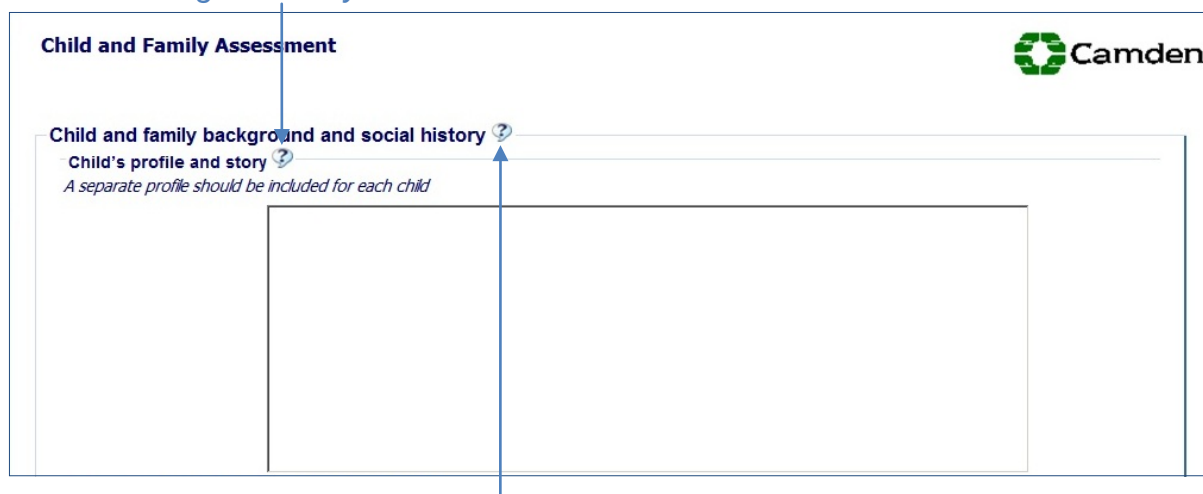 Child and Family Assessment
Camden
Child and family background and social history
Child's profile and story
A separate profile should be included for each child